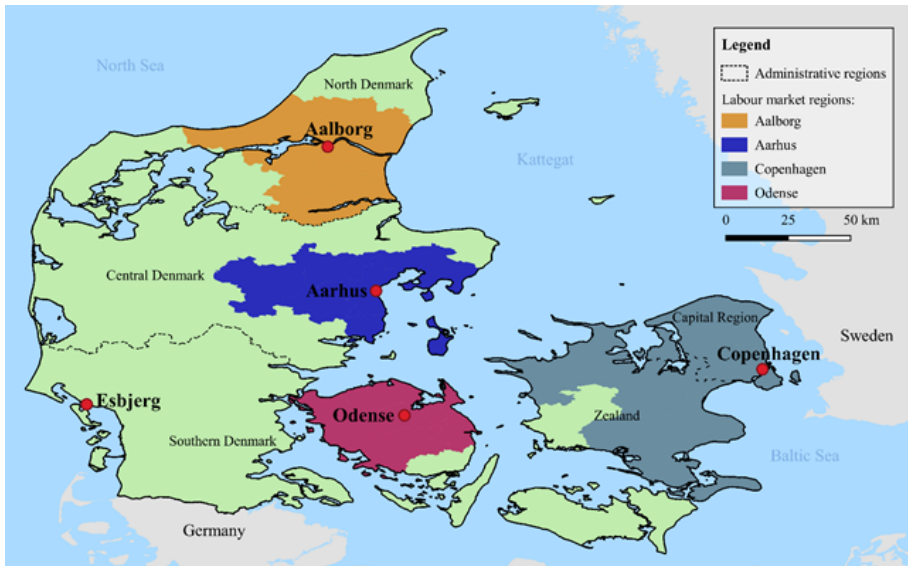 North Sea
North Denmark
Aalborg
Kattegat
Central Denmark
Aarhus
Capital Region
Sweden
Copenhagen
Esbjerg
Odense
Zealand
Southern Denmark
Baltic Sea
Germany
Legend
Administrative regions
Labour market regions:
Aalborg
Aarhus
Copenhagen
Odense
0 25 50 km